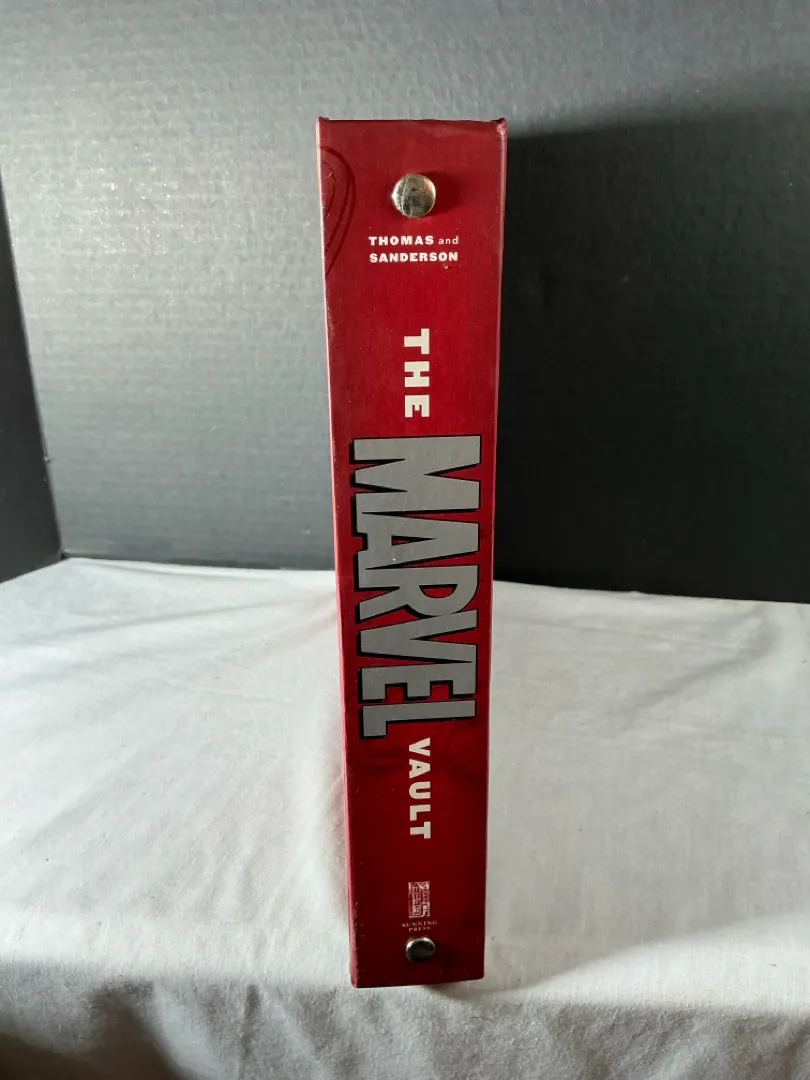 THOMAS and
SANDERSON
THE
MARVEL
VAULT
RUNNING
PRESS